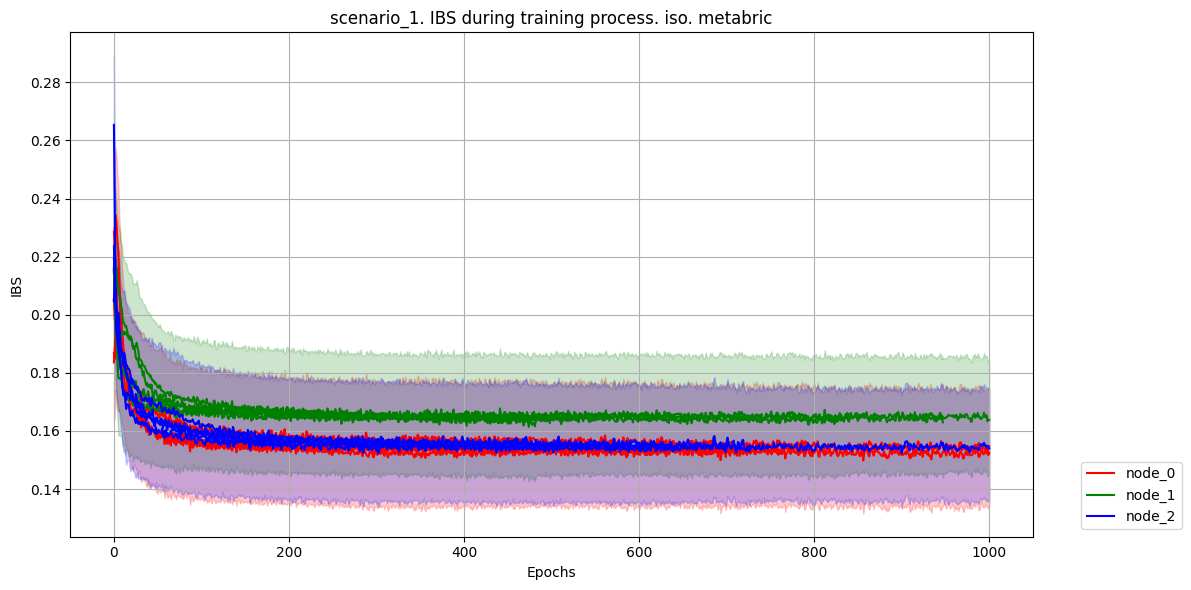 scenario_1. IBS during training process. iso. metabric
IBS
0.28
0.26
0.24
0.22
0.20
0.18
0.16
0.14
0
200
400
600
800
1000
Epochs
node_0
node_1
node_2